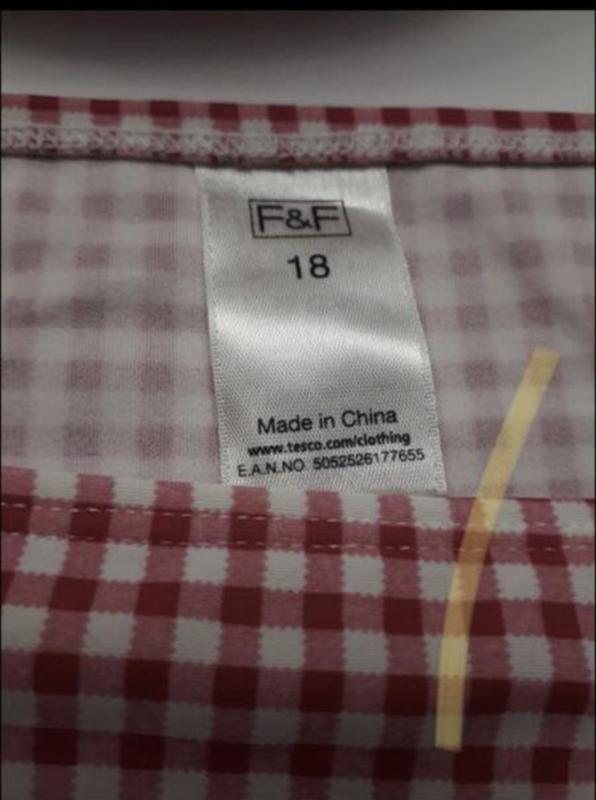 F&F
18
Made in China
www.tesco.com/clothing
E.A.N.NO. 5052526177655